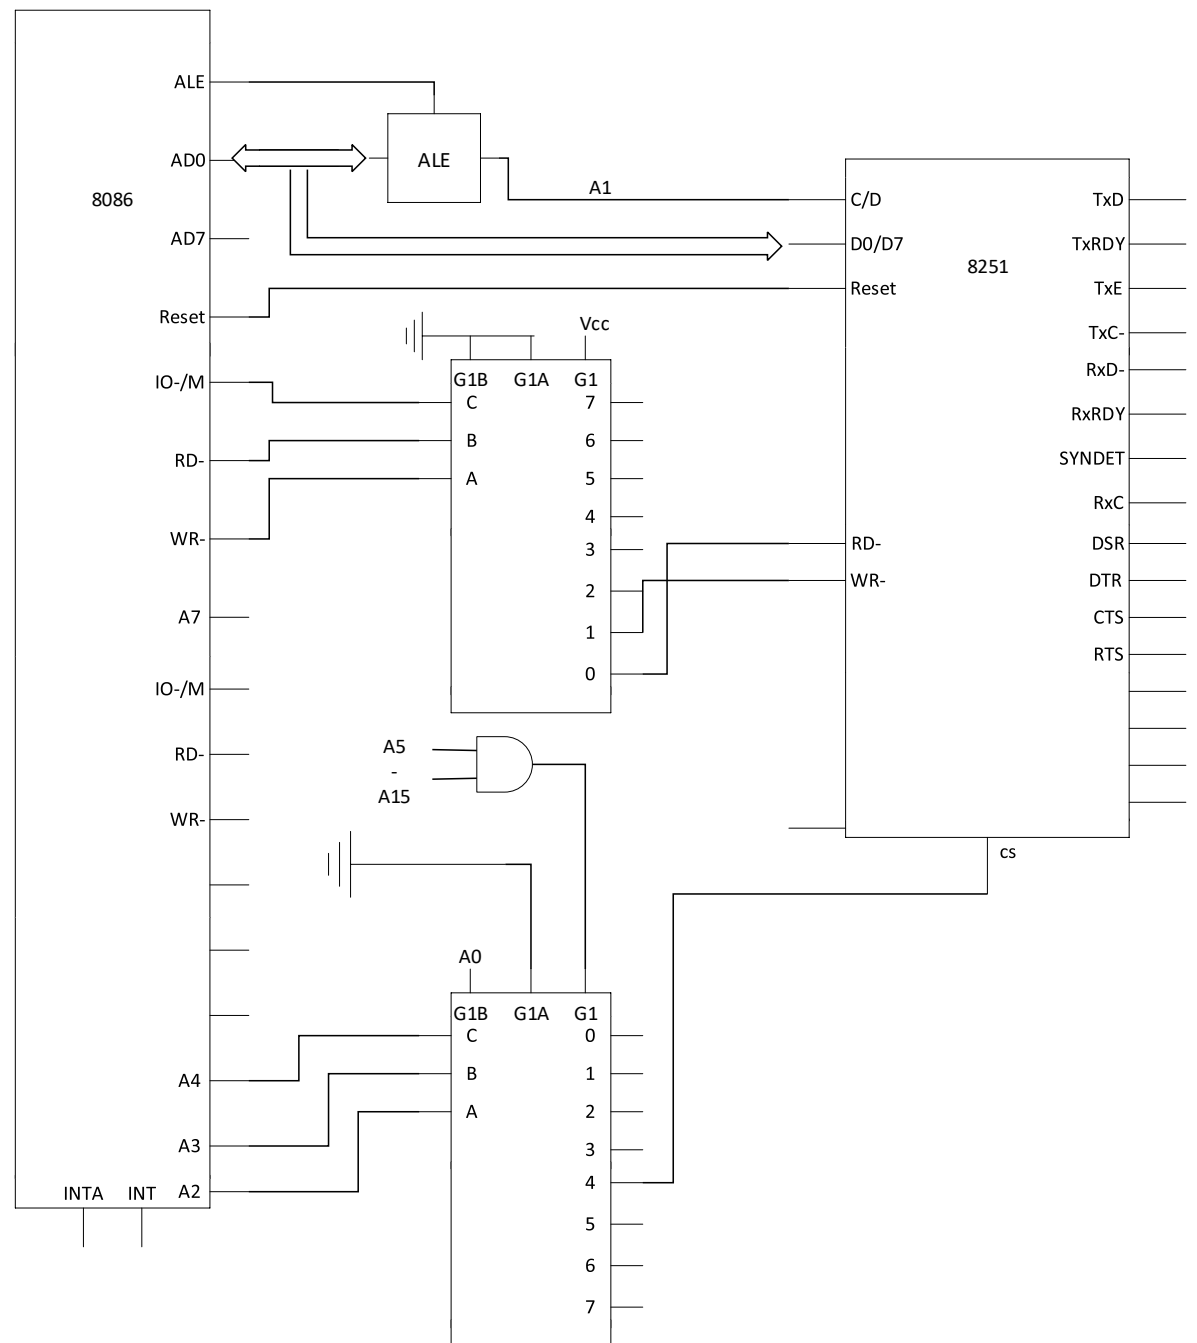 8086
ALE
AD0
AD7
Reset
IO-/M
RD-
WR-
A7
IO-/M
RD-
WR-
A4
A3
A2
INTA INT
ALE
A1
Vcc
G1B G1A G1
C
B
A
7
6
5
4
3
2
1
0
A5
-
A15
A0
G1B G1A G1
C
B
A
0
1
2
3
4
5
6
7
8251
C/D
D0/D7
Reset
RD-
WR-
TxD
TxRDY
TxE
TxC-
RxD-
RxRDY
SYNDET
RxC
DSR
DTR
CTS
RTS
cs